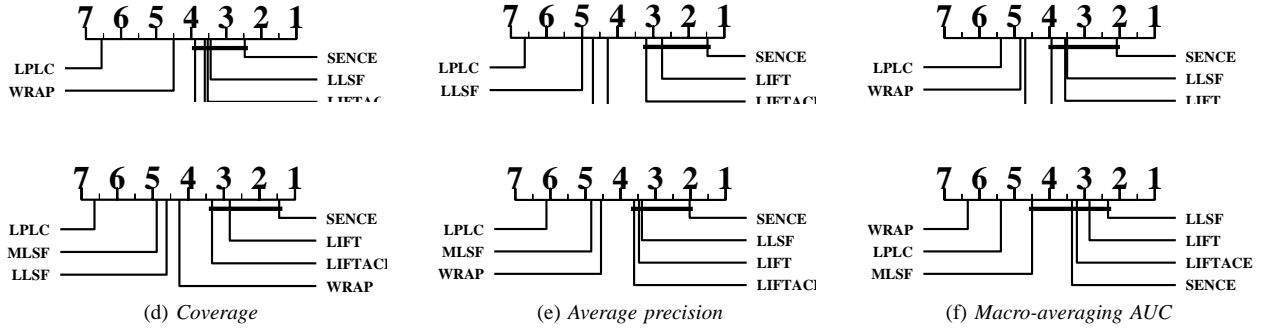 7 6 5 4 3 2 1
LPLC
WRAP
SENCE
LLSF
7 6 5 4 3 2 1
LPLC
LLSF
SENCE
LIFT
LIFTACE
7 6 5 4 3 2 1
LPLC
WRAP
SENCE
LLSF
LIFT
7 6 5 4 3 2 1
LPLC
MLSF
LLSF
SENCE
LIFT
LIFTACE
WRAP
(d) Coverage
7 6 5 4 3 2 1
LPLC
MLSF
WRAP
SENCE
LLSF
LIFT
LIFTACE
(e) Average precision
7 6 5 4 3 2 1
WRAP
LPLC
MLSF
LLSF
LIFT
LIFTACE
SENCE
(f) Macro-averaging AUC